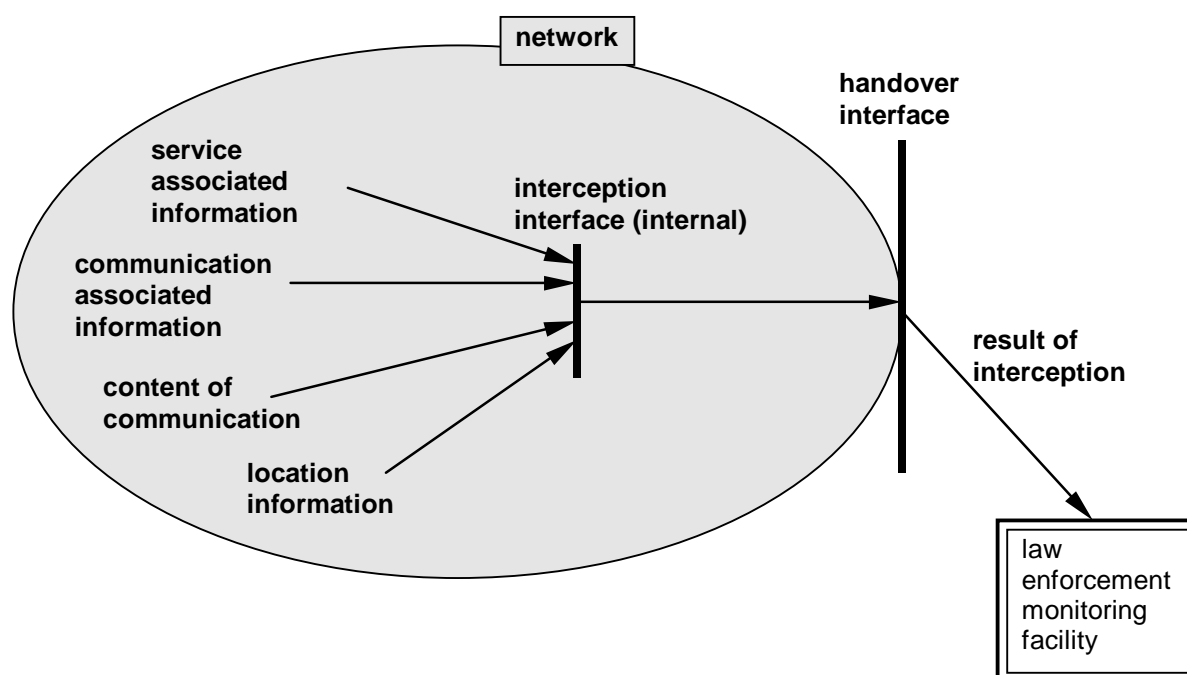 network
handover
interface
service
associated
information
interception
interface (internal)
communication
associated
information
result of
interception
content of
communication
location
information
law
enforcement
monitoring
facility